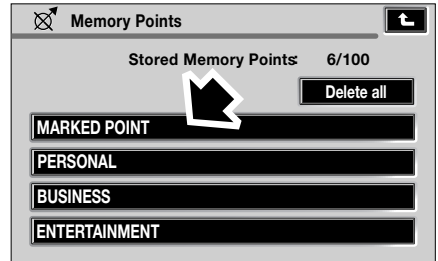 Memory Points
Stored Memory Points: 6/100
Delete all
MARKED POINT
PERSONAL
BUSINESS
ENTERTAINMENT